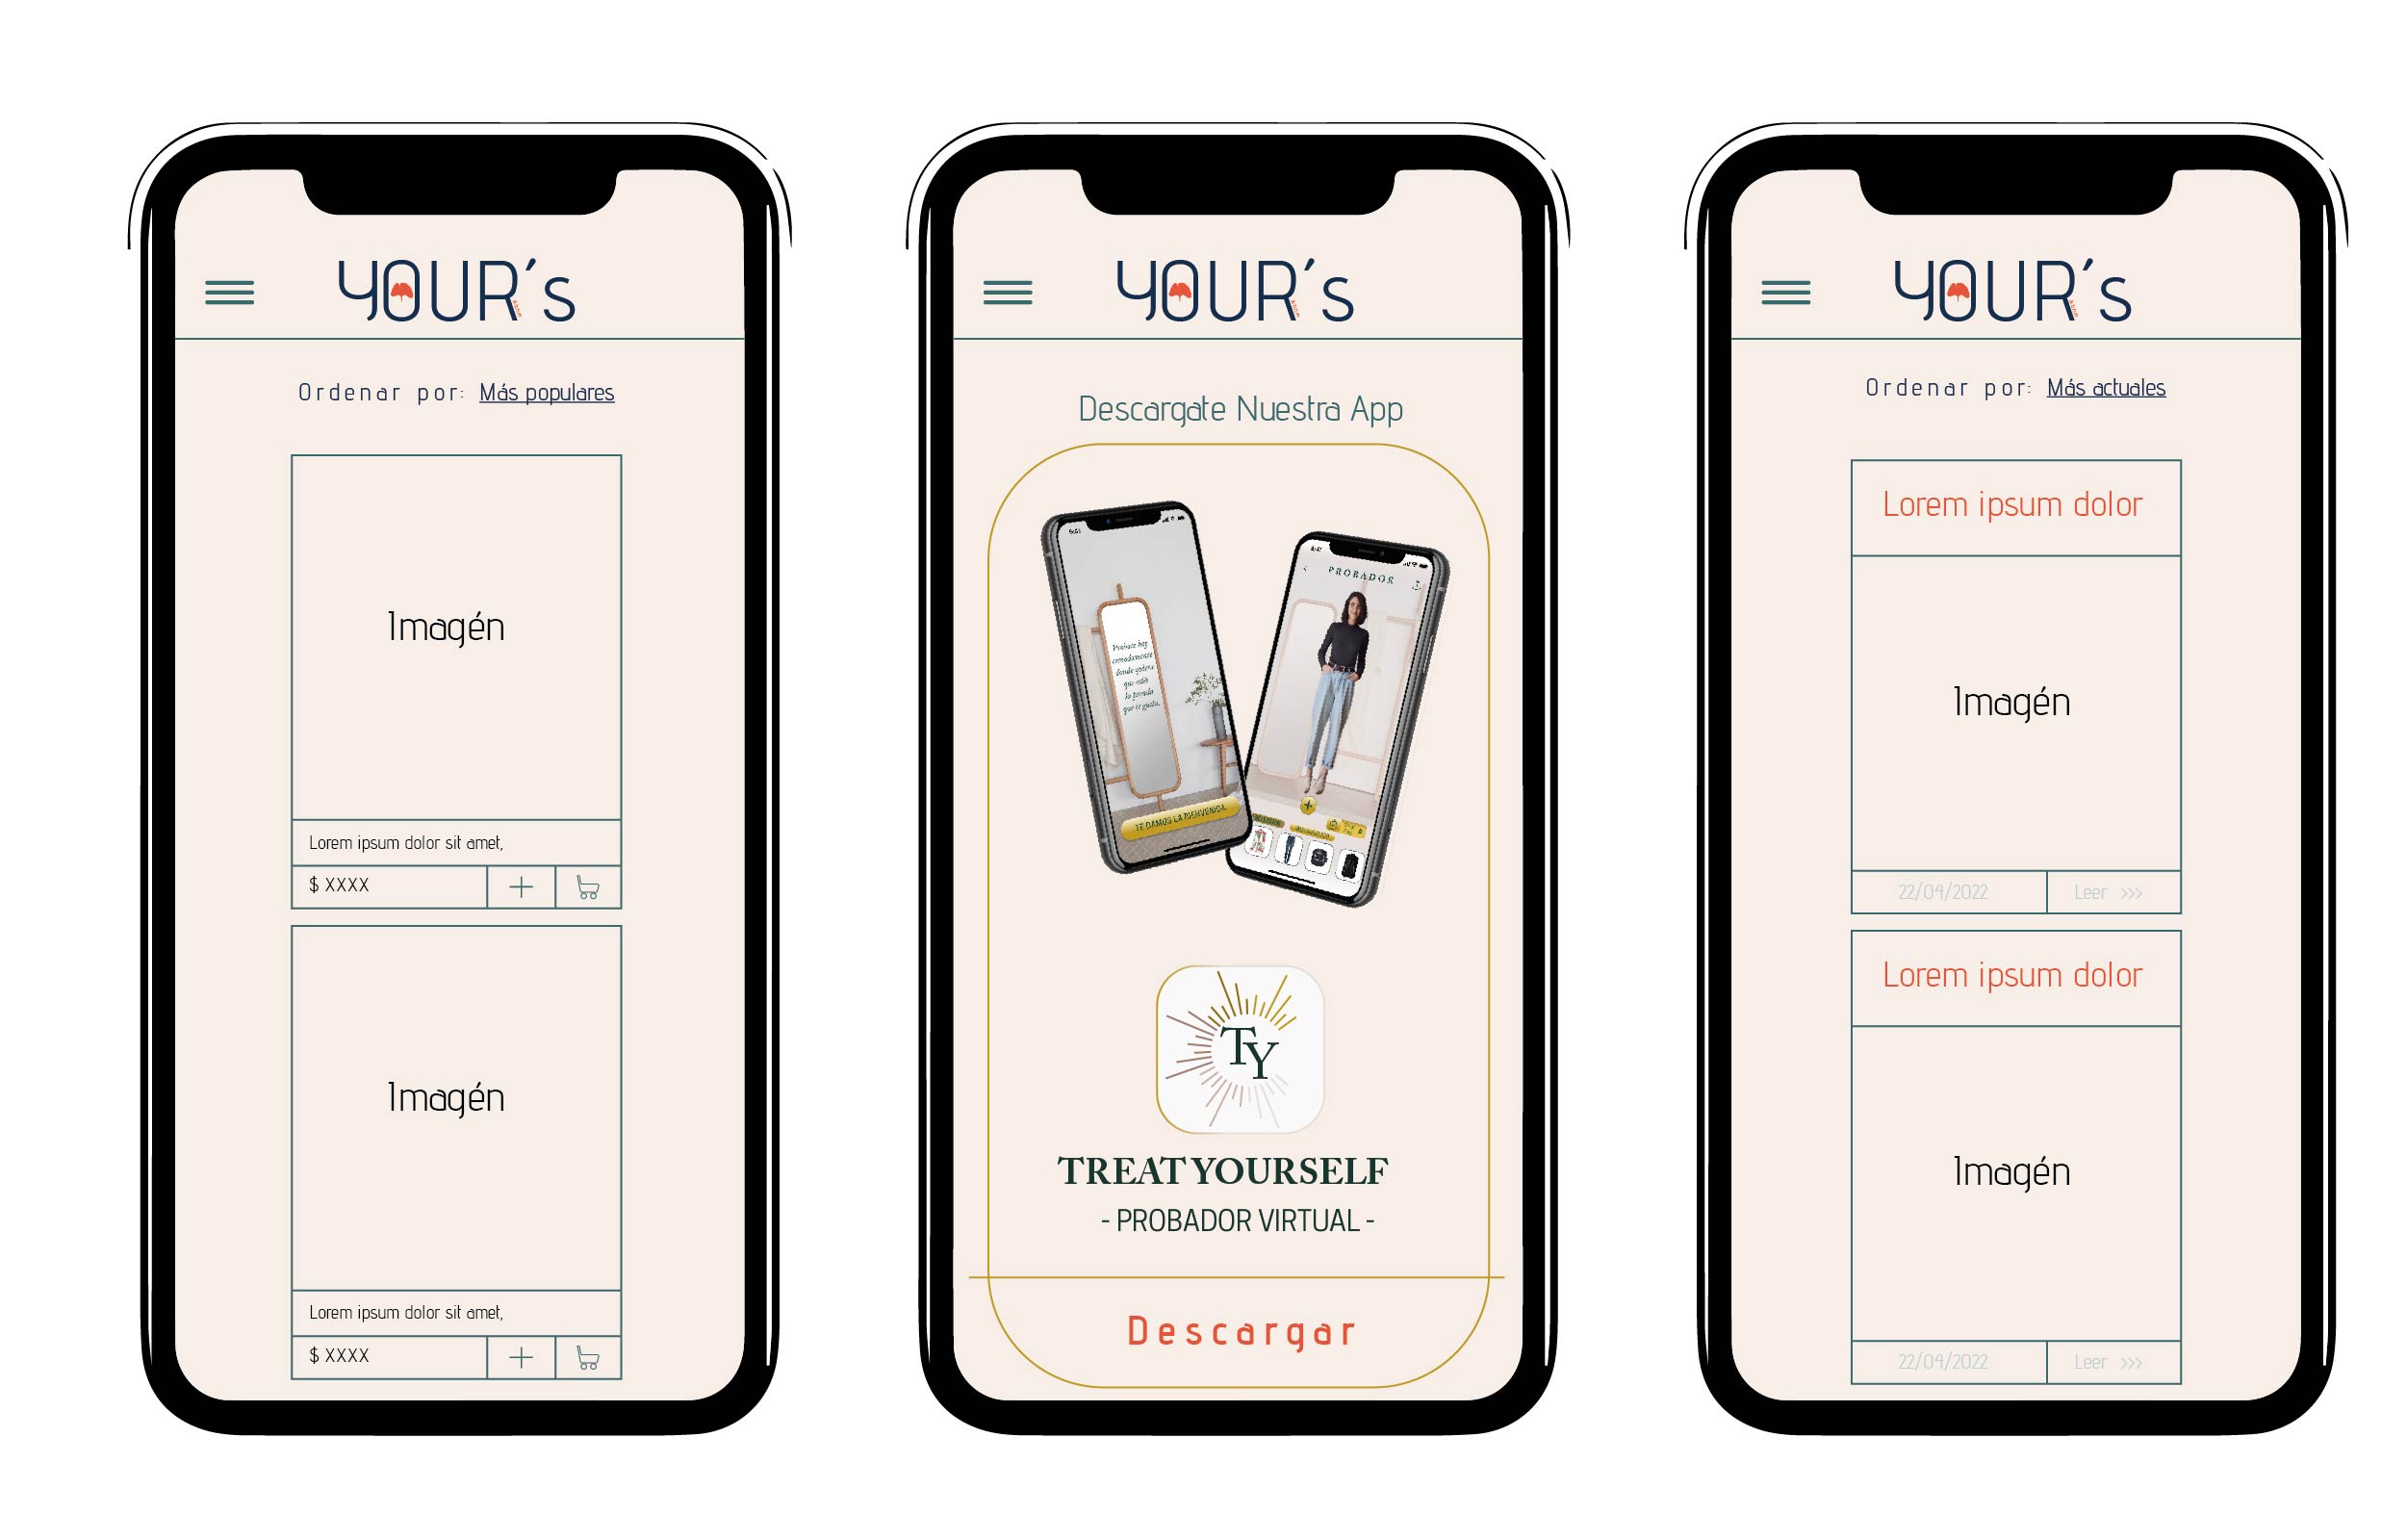 YOUR´s
Ordenar por: Más populares
Imagén
Lorem ipsum dolor sit amet,
$ XXXX
Imagén
Lorem ipsum dolor sit amet,
$ XXXX
YOUR´s
Descargate Nuestra App
PROBADOR
TE DAMOS LA BIENVENIDA
TY
TREAT YOURSELF
- PROBADOR VIRTUAL -
Descargar
YOUR´s
Ordenar por: Más actuales
Lorem ipsum dolor
Imagén
22/04/2022 Leer >>>
Lorem ipsum dolor
Imagén
22/04/2022 Leer >>>